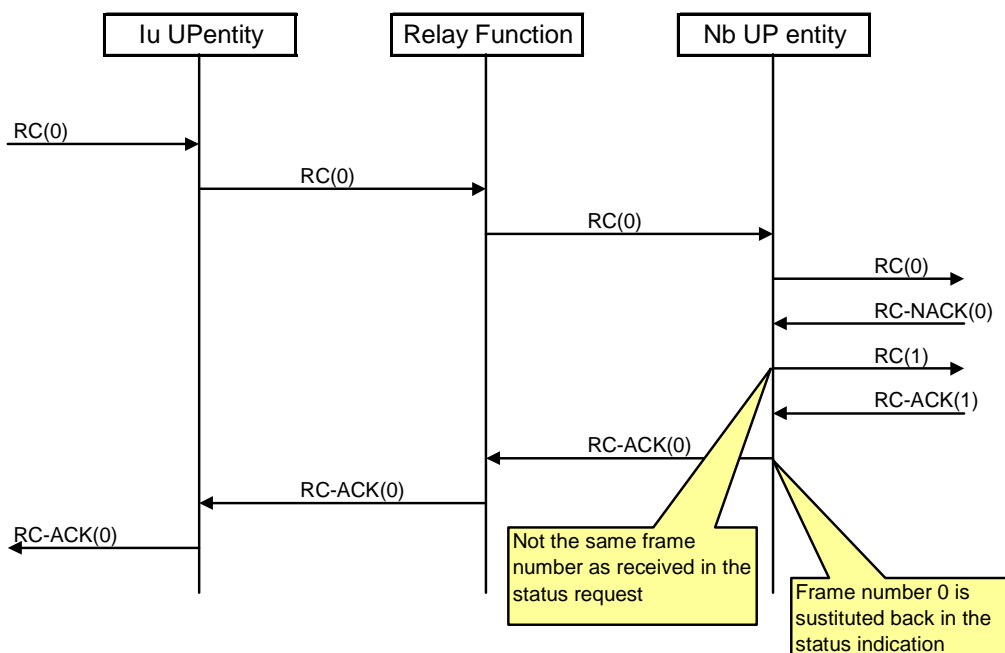 Iu UPentity
Relay Function
Nb UP entity
RC(0)
RC(0)
RC(0)
RC(0)
RC-NACK(0)
RC(1)
RC-ACK(1)
RC-ACK(0)
RC-ACK(0)
RC-ACK(0)
Not the same frame
number as received in the
status request
Frame number 0 is
sustituted back in the
status indication